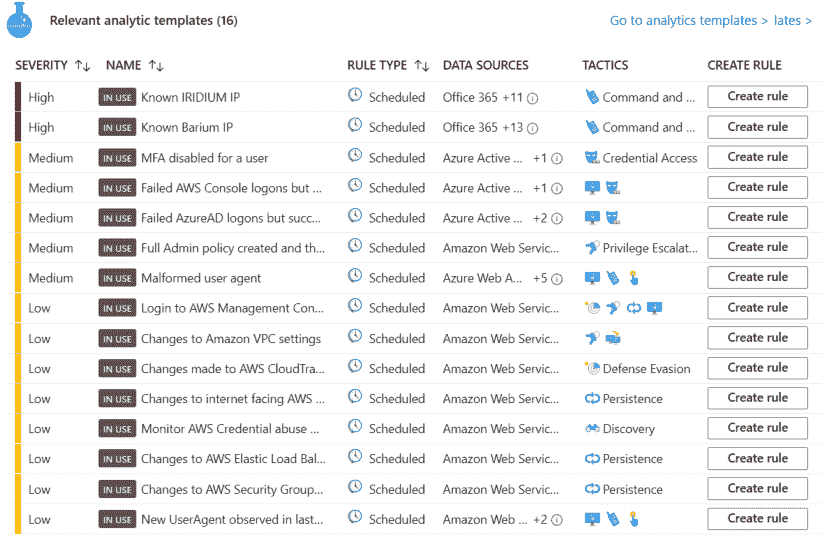 Relevant analytic templates (16) Go to analytics templates > lates >
SEVERITY NAME RULE TYPE DATA SOURCES TACTICS CREATE RULE
High IN USE Known IRIDIUM IP Scheduled Office 365 +11 Command and ... Create rule
High IN USE Known Barium IP Scheduled Office 365 +13 Command and ... Create rule
Medium IN USE MFA disabled for a user Scheduled Azure Active ... +1 Credential Access Create rule
Medium IN USE Failed AWS Console logons but ... Scheduled Azure Active ... +1 Create rule
Medium IN USE Failed AzureAD logons but succ... Scheduled Azure Active ... +2 Create rule
Medium IN USE Full Admin policy created and th... Scheduled Amazon Web Servic... Privilege Escalat... Create rule
Medium IN USE Malformed user agent Scheduled Azure Web A... +5 Create rule
Low IN USE Login to AWS Management Con... Scheduled Amazon Web Servic... Create rule
Low IN USE Changes to Amazon VPC settings Scheduled Amazon Web Servic... Create rule
Low IN USE Changes made to AWS CloudTra... Scheduled Amazon Web Servic... Defense Evasion Create rule
Low IN USE Changes to internet facing AWS ... Scheduled Amazon Web Servic... Persistence Create rule
Low IN USE Monitor AWS Credential abuse ... Scheduled Amazon Web Servic... Discovery Create rule
Low IN USE Changes to AWS Elastic Load Bal... Scheduled Amazon Web Servic... Persistence Create rule
Low IN USE Changes to AWS Security Group... Scheduled Amazon Web Servic... Persistence Create rule
Low IN USE New UserAgent observed in last... Scheduled Amazon Web ... +2 Create rule